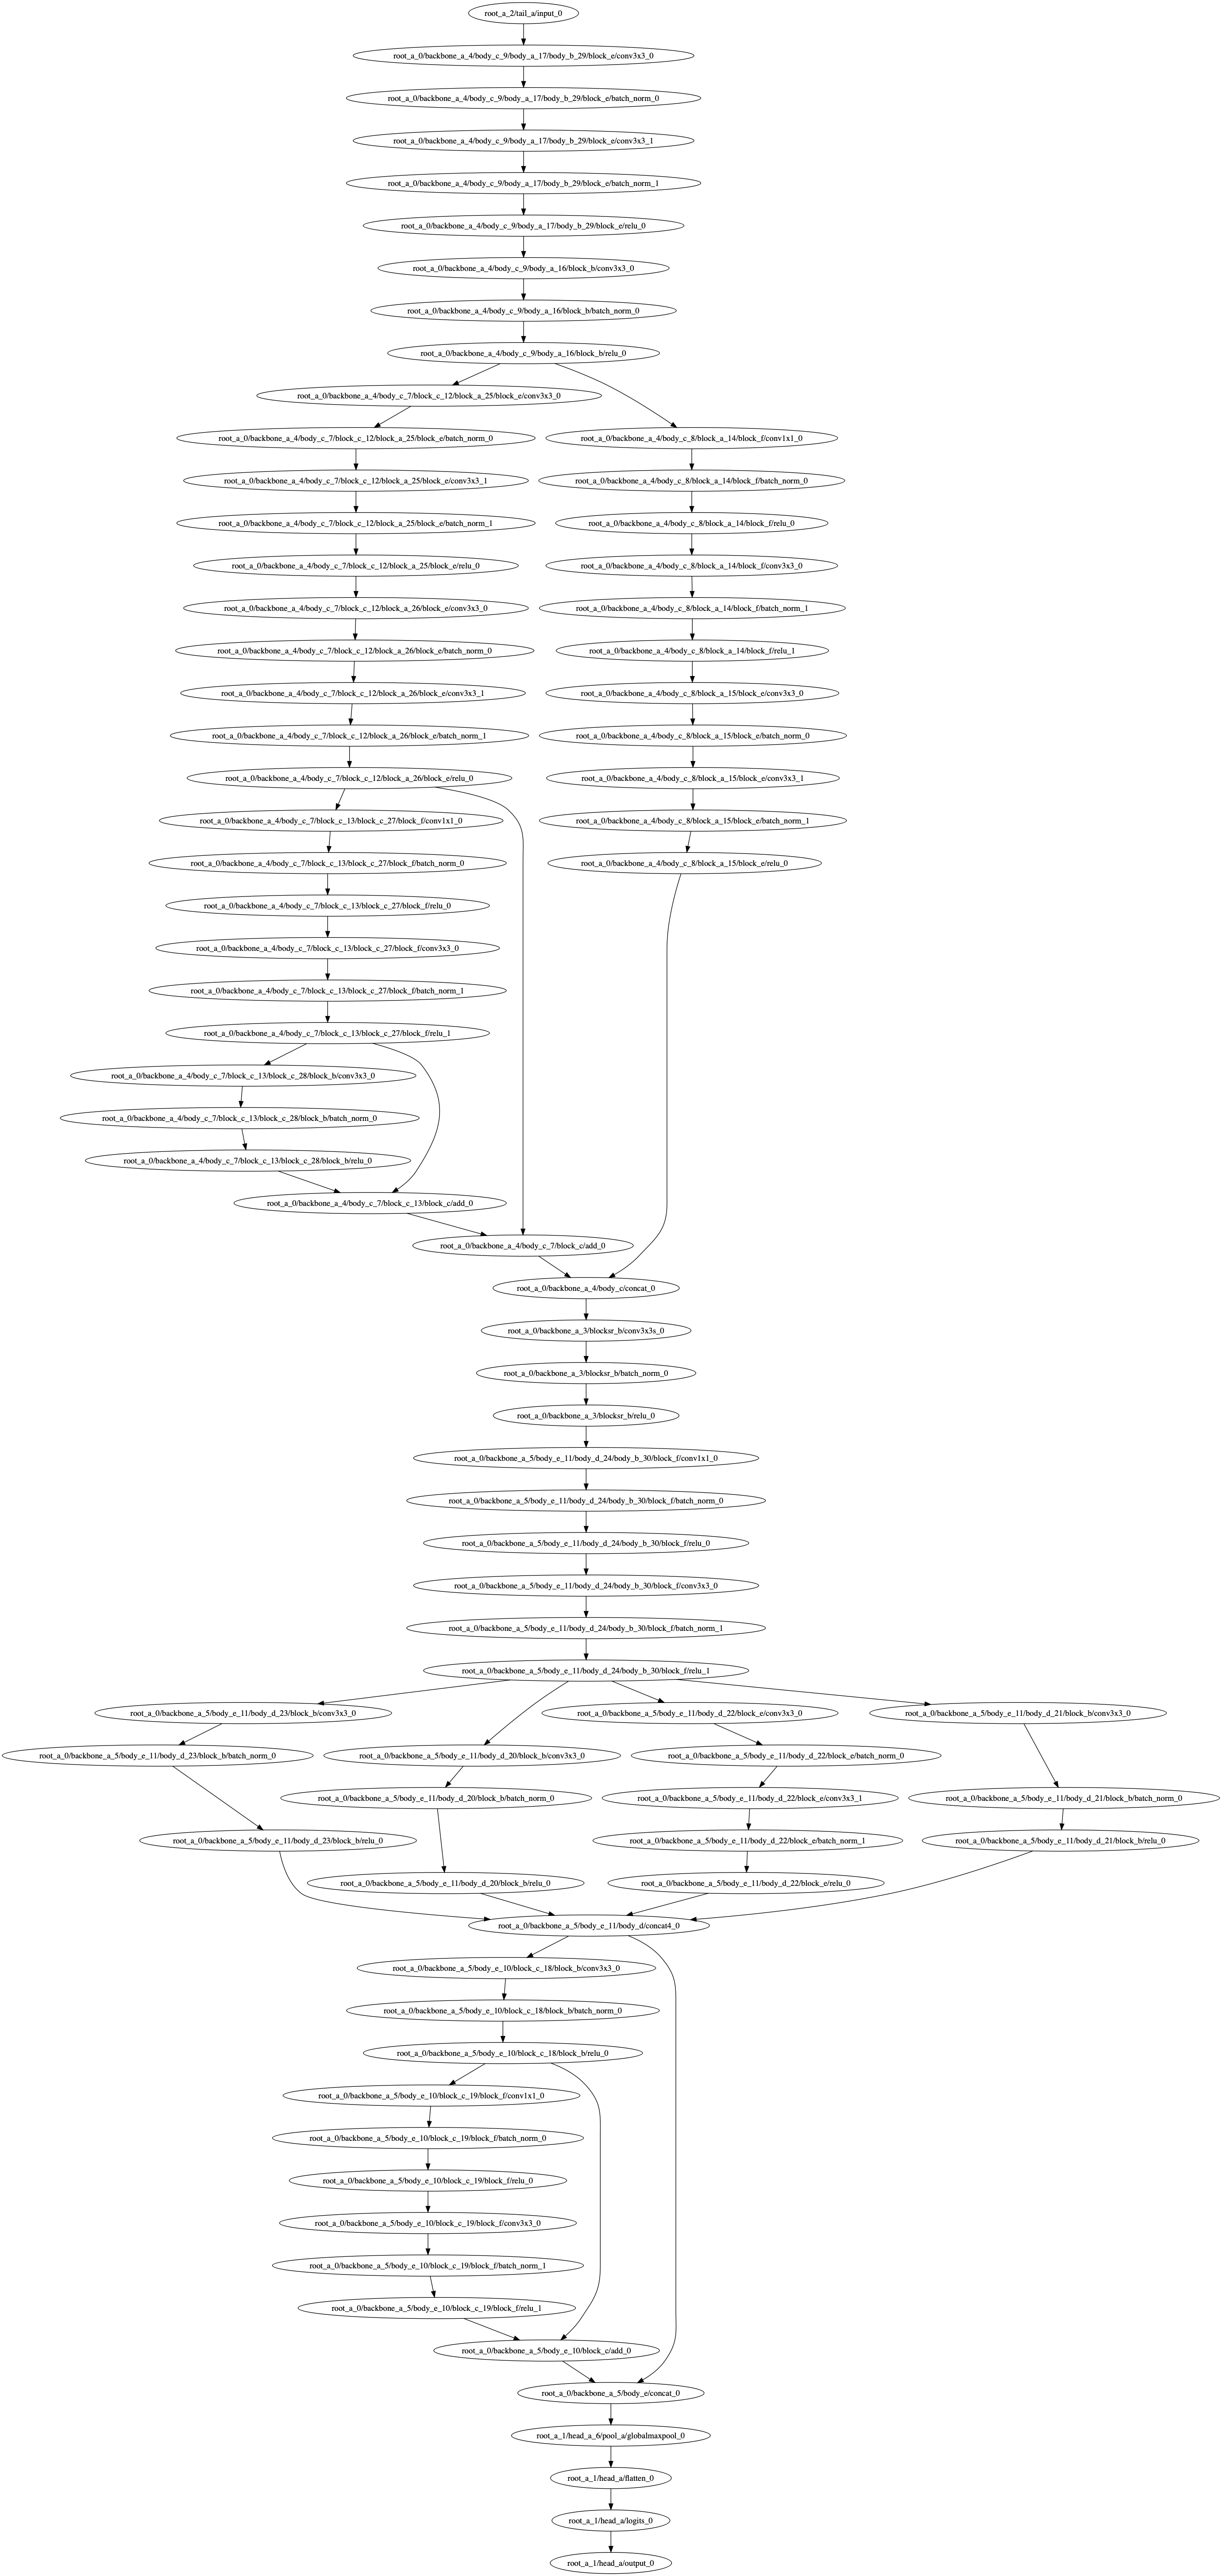 root_a_2/tail_a/input_0
root_a_0/backbone_a_4/body_c_9/body_a_17/body_b_29/block_e/conv3x3_0
root_a_0/backbone_a_4/body_c_9/body_a_17/body_b_29/block_e/batch_norm_0
root_a_0/backbone_a_4/body_c_9/body_a_17/body_b_29/block_e/conv3x3_1
root_a_0/backbone_a_4/body_c_9/body_a_17/body_b_29/block_e/batch_norm_1
root_a_0/backbone_a_4/body_c_9/body_a_17/body_b_29/block_e/relu_0
root_a_0/backbone_a_4/body_c_9/body_a_16/block_b/conv3x3_0
root_a_0/backbone_a_4/body_c_9/body_a_16/block_b/batch_norm_0
root_a_0/backbone_a_4/body_c_9/body_a_16/block_b/relu_0
root_a_0/backbone_a_4/body_c_7/block_c_12/block_a_25/block_e/conv3x3_0
root_a_0/backbone_a_4/body_c_7/block_c_12/block_a_25/block_e/batch_norm_0
root_a_0/backbone_a_4/body_c_8/block_a_14/block_f/conv1x1_0
root_a_0/backbone_a_4/body_c_7/block_c_12/block_a_25/block_e/conv3x3_1
root_a_0/backbone_a_4/body_c_8/block_a_14/block_f/batch_norm_0
root_a_0/backbone_a_4/body_c_7/block_c_12/block_a_25/block_e/batch_norm_1
root_a_0/backbone_a_4/body_c_8/block_a_14/block_f/relu_0
root_a_0/backbone_a_4/body_c_7/block_c_12/block_a_25/block_e/relu_0
root_a_0/backbone_a_4/body_c_8/block_a_14/block_f/conv3x3_0
root_a_0/backbone_a_4/body_c_7/block_c_12/block_a_26/block_e/conv3x3_0
root_a_0/backbone_a_4/body_c_8/block_a_14/block_f/batch_norm_1
root_a_0/backbone_a_4/body_c_7/block_c_12/block_a_26/block_e/batch_norm_0
root_a_0/backbone_a_4/body_c_8/block_a_14/block_f/relu_1
root_a_0/backbone_a_4/body_c_7/block_c_12/block_a_26/block_e/conv3x3_1
root_a_0/backbone_a_4/body_c_8/block_a_15/block_e/conv3x3_0
root_a_0/backbone_a_4/body_c_7/block_c_12/block_a_26/block_e/batch_norm_1
root_a_0/backbone_a_4/body_c_8/block_a_15/block_e/batch_norm_0
root_a_0/backbone_a_4/body_c_7/block_c_12/block_a_26/block_e/relu_0
root_a_0/backbone_a_4/body_c_8/block_a_15/block_e/conv3x3_1
root_a_0/backbone_a_4/body_c_7/block_c_13/block_c_27/block_f/conv1x1_0
root_a_0/backbone_a_4/body_c_8/block_a_15/block_e/batch_norm_1
root_a_0/backbone_a_4/body_c_7/block_c_13/block_c_27/block_f/batch_norm_0
root_a_0/backbone_a_4/body_c_8/block_a_15/block_e/relu_0
root_a_0/backbone_a_4/body_c_7/block_c_13/block_c_27/block_f/relu_0
root_a_0/backbone_a_4/body_c_7/block_c_13/block_c_27/block_f/conv3x3_0
root_a_0/backbone_a_4/body_c_7/block_c_13/block_c_27/block_f/batch_norm_1
root_a_0/backbone_a_4/body_c_7/block_c_13/block_c_27/block_f/relu_1
root_a_0/backbone_a_4/body_c_7/block_c_13/block_c_28/block_b/conv3x3_0
root_a_0/backbone_a_4/body_c_7/block_c_13/block_c_28/block_b/batch_norm_0
root_a_0/backbone_a_4/body_c_7/block_c_13/block_c_28/block_b/relu_0
root_a_0/backbone_a_4/body_c_7/block_c_13/block_c/add_0
root_a_0/backbone_a_4/body_c_7/block_c/add_0
root_a_0/backbone_a_4/body_c/concat_0
root_a_0/backbone_a_3/blocksr_b/conv3x3s_0
root_a_0/backbone_a_3/blocksr_b/batch_norm_0
root_a_0/backbone_a_3/blocksr_b/relu_0
root_a_0/backbone_a_5/body_e_11/body_d_24/body_b_30/block_f/conv1x1_0
root_a_0/backbone_a_5/body_e_11/body_d_24/body_b_30/block_f/batch_norm_0
root_a_0/backbone_a_5/body_e_11/body_d_24/body_b_30/block_f/relu_0
root_a_0/backbone_a_5/body_e_11/body_d_24/body_b_30/block_f/conv3x3_0
root_a_0/backbone_a_5/body_e_11/body_d_24/body_b_30/block_f/batch_norm_1
root_a_0/backbone_a_5/body_e_11/body_d_24/body_b_30/block_f/relu_1
root_a_0/backbone_a_5/body_e_11/body_d_23/block_b/conv3x3_0
root_a_0/backbone_a_5/body_e_11/body_d_22/block_e/conv3x3_0
root_a_0/backbone_a_5/body_e_11/body_d_21/block_b/conv3x3_0
root_a_0/backbone_a_5/body_e_11/body_d_23/block_b/batch_norm_0
root_a_0/backbone_a_5/body_e_11/body_d_20/block_b/conv3x3_0
root_a_0/backbone_a_5/body_e_11/body_d_22/block_e/batch_norm_0
root_a_0/backbone_a_5/body_e_11/body_d_20/block_b/batch_norm_0
root_a_0/backbone_a_5/body_e_11/body_d_22/block_e/conv3x3_1
root_a_0/backbone_a_5/body_e_11/body_d_21/block_b/batch_norm_0
root_a_0/backbone_a_5/body_e_11/body_d_23/block_b/relu_0
root_a_0/backbone_a_5/body_e_11/body_d_22/block_e/batch_norm_1
root_a_0/backbone_a_5/body_e_11/body_d_21/block_b/relu_0
root_a_0/backbone_a_5/body_e_11/body_d_20/block_b/relu_0
root_a_0/backbone_a_5/body_e_11/body_d_22/block_e/relu_0
root_a_0/backbone_a_5/body_e_11/body_d/concat4_0
root_a_0/backbone_a_5/body_e_10/block_c_18/block_b/conv3x3_0
root_a_0/backbone_a_5/body_e_10/block_c_18/block_b/batch_norm_0
root_a_0/backbone_a_5/body_e_10/block_c_18/block_b/relu_0
root_a_0/backbone_a_5/body_e_10/block_c_19/block_f/conv1x1_0
root_a_0/backbone_a_5/body_e_10/block_c_19/block_f/batch_norm_0
root_a_0/backbone_a_5/body_e_10/block_c_19/block_f/relu_0
root_a_0/backbone_a_5/body_e_10/block_c_19/block_f/conv3x3_0
root_a_0/backbone_a_5/body_e_10/block_c_19/block_f/batch_norm_1
root_a_0/backbone_a_5/body_e_10/block_c_19/block_f/relu_1
root_a_0/backbone_a_5/body_e_10/block_c/add_0
root_a_0/backbone_a_5/body_e/concat_0
root_a_1/head_a_6/pool_a/globalmaxpool_0
root_a_1/head_a/flatten_0
root_a_1/head_a/logits_0
root_a_1/head_a/output_0